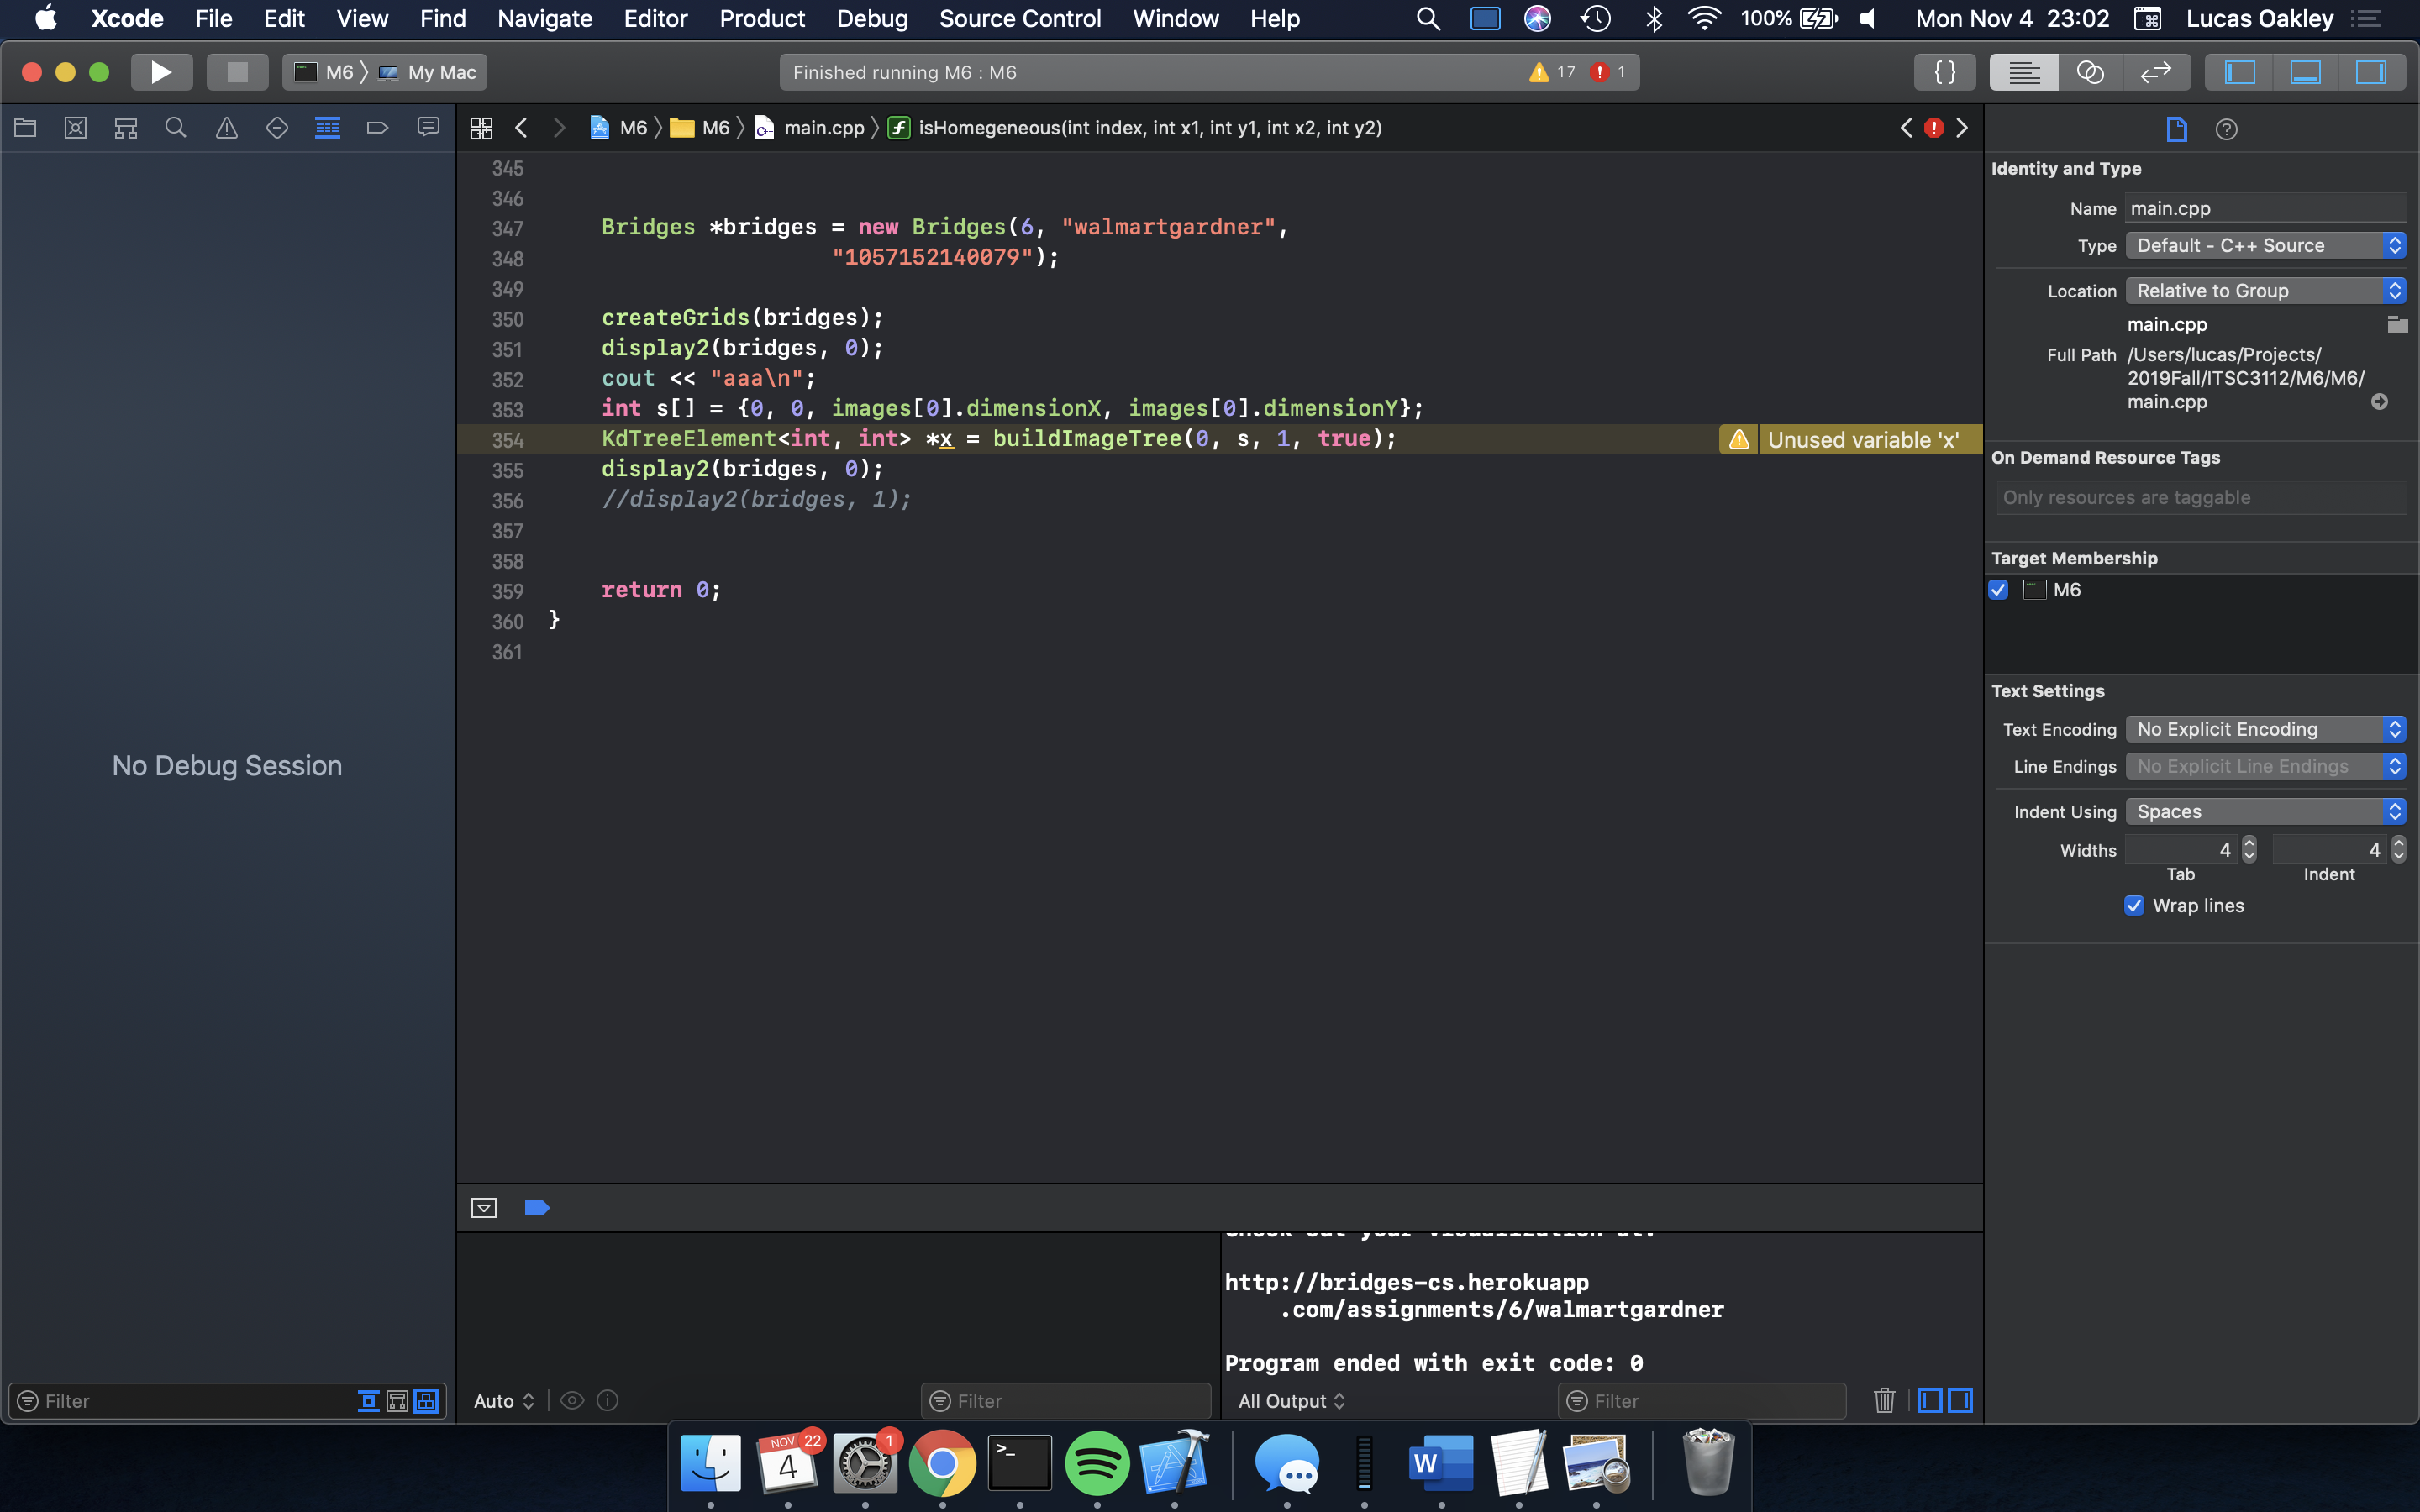 Xcode File Edit View Find Navigate Editor Product Debug Source Control Window Help 100% Mon Nov 4 23:02 Lucas Oakley
M6 My Mac Finished running M6 : M6 17 1 { }
M6 M6 main.cpp isHomegeneous(int index, int x1, int y1, int x2, int y2)
345
346
347 Bridges *bridges = new Bridges(6, "walmartgardner",
348 "1057152140079");
349
350 createGrids(bridges);
351 display2(bridges, 0);
352 cout << "aaa\n";
353 int s[] = {0, 0, images[0].dimensionX, images[0].dimensionY};
354 KdTreeElement<int, int> *x = buildImageTree(0, s, 1, true); Unused variable 'x'
355 display2(bridges, 0);
356 //display2(bridges, 1);
357
358
359 return 0;
360 }
361
No Debug Session
http://bridges-cs.herokuapp
.com/assignments/6/walmartgardner
Program ended with exit code: 0
Filter
Auto Filter
All Output Filter
Identity and Type
Name main.cpp
Type Default - C++ Source
Location Relative to Group
main.cpp
Full Path /Users/lucas/Projects/
2019Fall/ITSC3112/M6/M6/
main.cpp
On Demand Resource Tags
Only resources are taggable
Target Membership
M6
Text Settings
Text Encoding No Explicit Encoding
Line Endings No Explicit Line Endings
Indent Using Spaces
Widths 4 4
Tab Indent
Wrap lines
NOV 22 1
4 >_ W